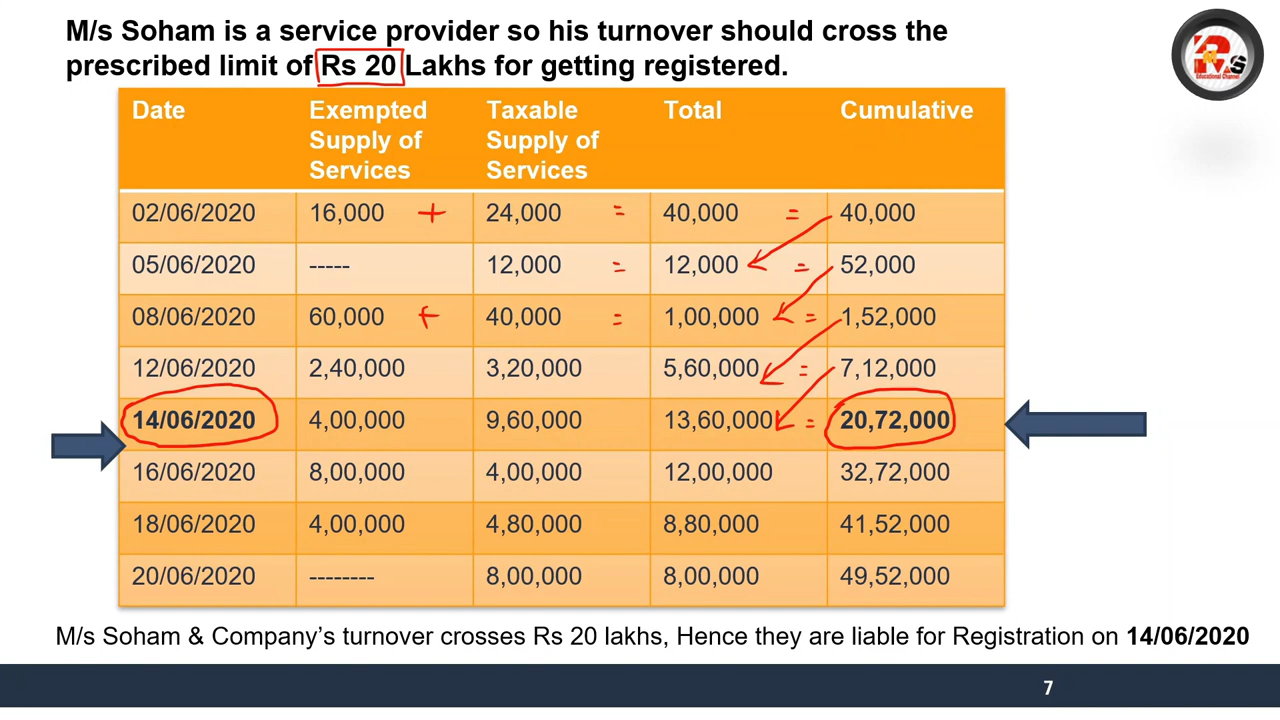 M/s Soham is a service provider so his turnover should cross the
prescribed limit of Rs 20 Lakhs for getting registered.
Date Exempted Supply of Services Taxable Supply of Services Total Cumulative
02/06/2020 16,000 + 24,000 = 40,000 = 40,000
05/06/2020 ----- 12,000 = 12,000 = 52,000
08/06/2020 60,000 + 40,000 = 1,00,000 = 1,52,000
12/06/2020 2,40,000 3,20,000 5,60,000 = 7,12,000
14/06/2020 4,00,000 9,60,000 13,60,000 = 20,72,000
16/06/2020 8,00,000 4,00,000 12,00,000 32,72,000
18/06/2020 4,00,000 4,80,000 8,80,000 41,52,000
20/06/2020 -------- 8,00,000 8,00,000 49,52,000
M/s Soham & Company’s turnover crosses Rs 20 lakhs, Hence they are liable for Registration on 14/06/2020
7
Educational Channel